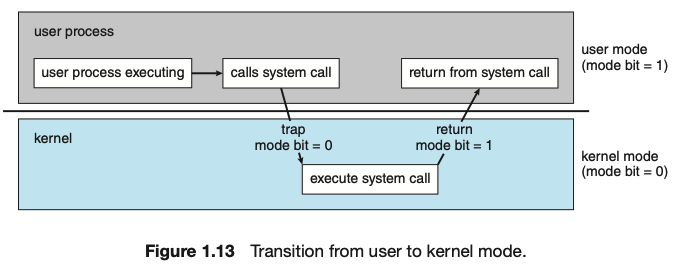 user process
user process executing
calls system call
return from system call
user mode
(mode bit = 1)
trap
mode bit = 0
return
mode bit = 1
kernel
execute system call
kernel mode
(mode bit = 0)
Figure 1.13 Transition from user to kernel mode.